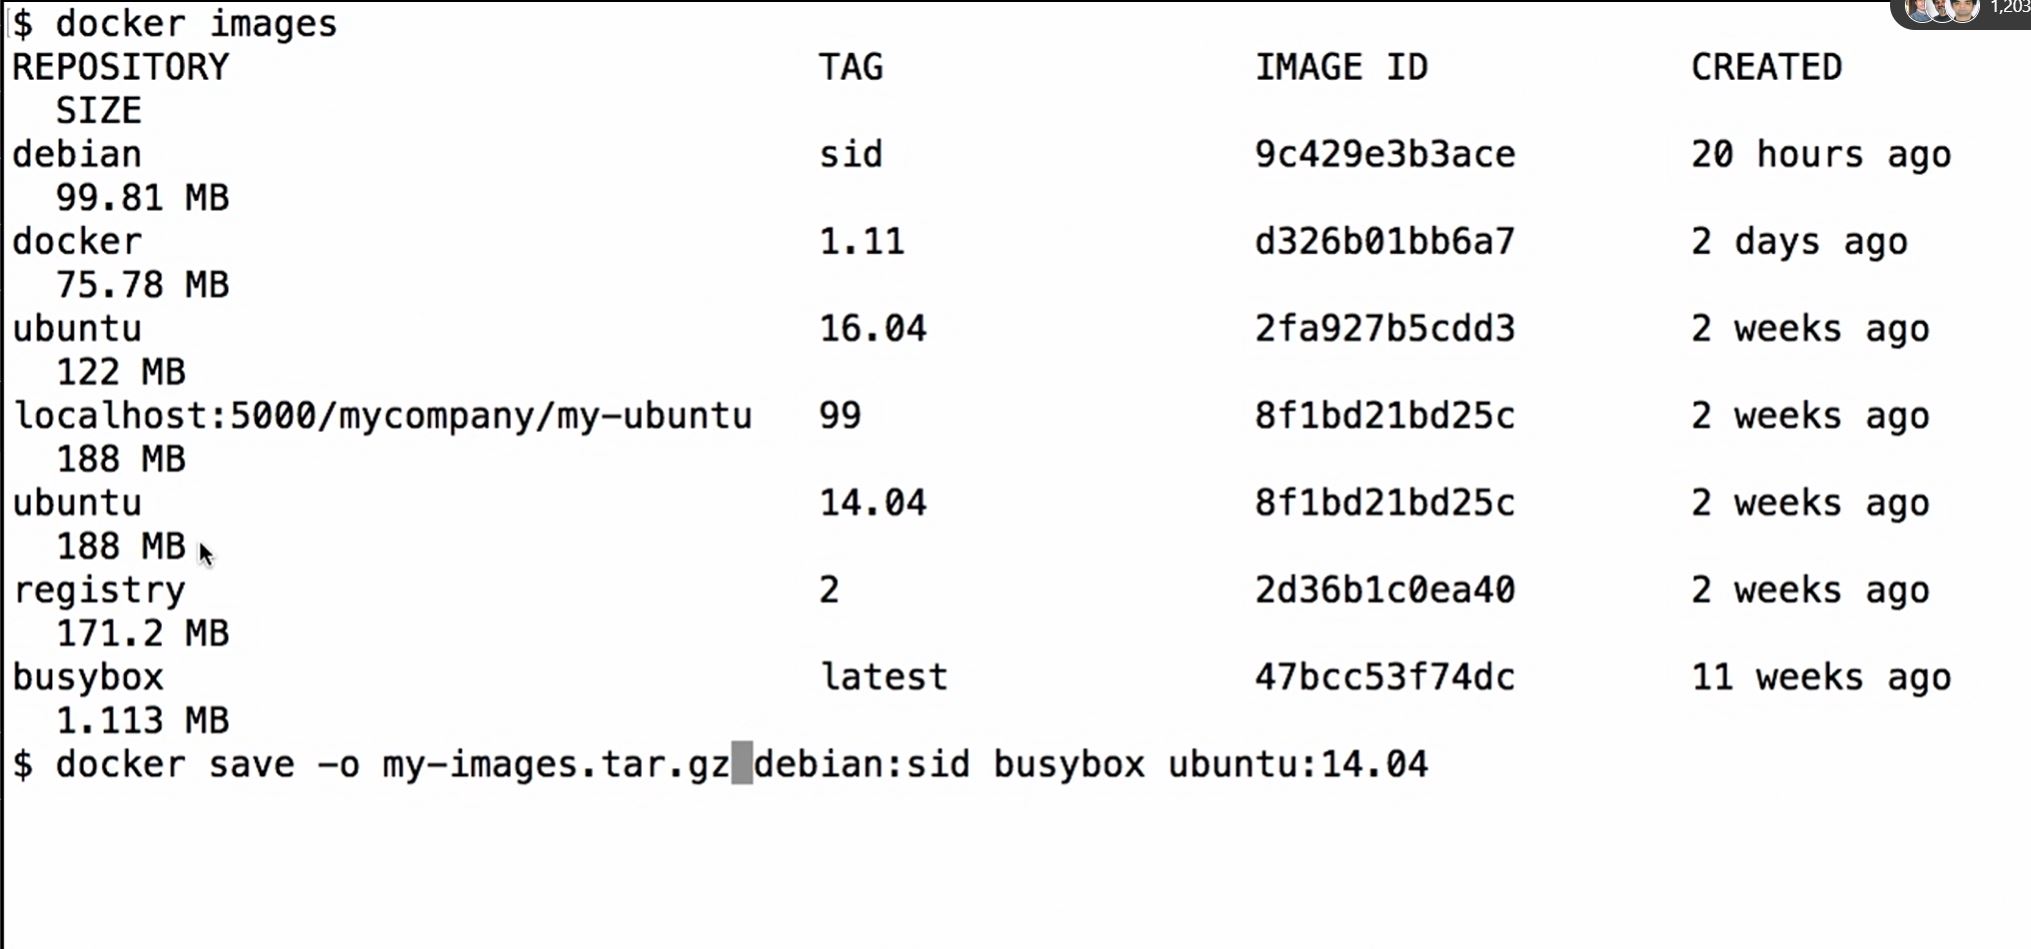 1,203
$ docker images
REPOSITORY TAG IMAGE ID CREATED
SIZE
debian sid 9c429e3b3ace 20 hours ago
99.81 MB
docker 1.11 d326b01bb6a7 2 days ago
75.78 MB
ubuntu 16.04 2fa927b5cdd3 2 weeks ago
122 MB
localhost:5000/mycompany/my-ubuntu 99 8f1bd21bd25c 2 weeks ago
188 MB
ubuntu 14.04 8f1bd21bd25c 2 weeks ago
188 MB
registry 2 2d36b1c0ea40 2 weeks ago
171.2 MB
busybox latest 47bcc53f74dc 11 weeks ago
1.113 MB
$ docker save -o my-images.tar.gz debian:sid busybox ubuntu:14.04